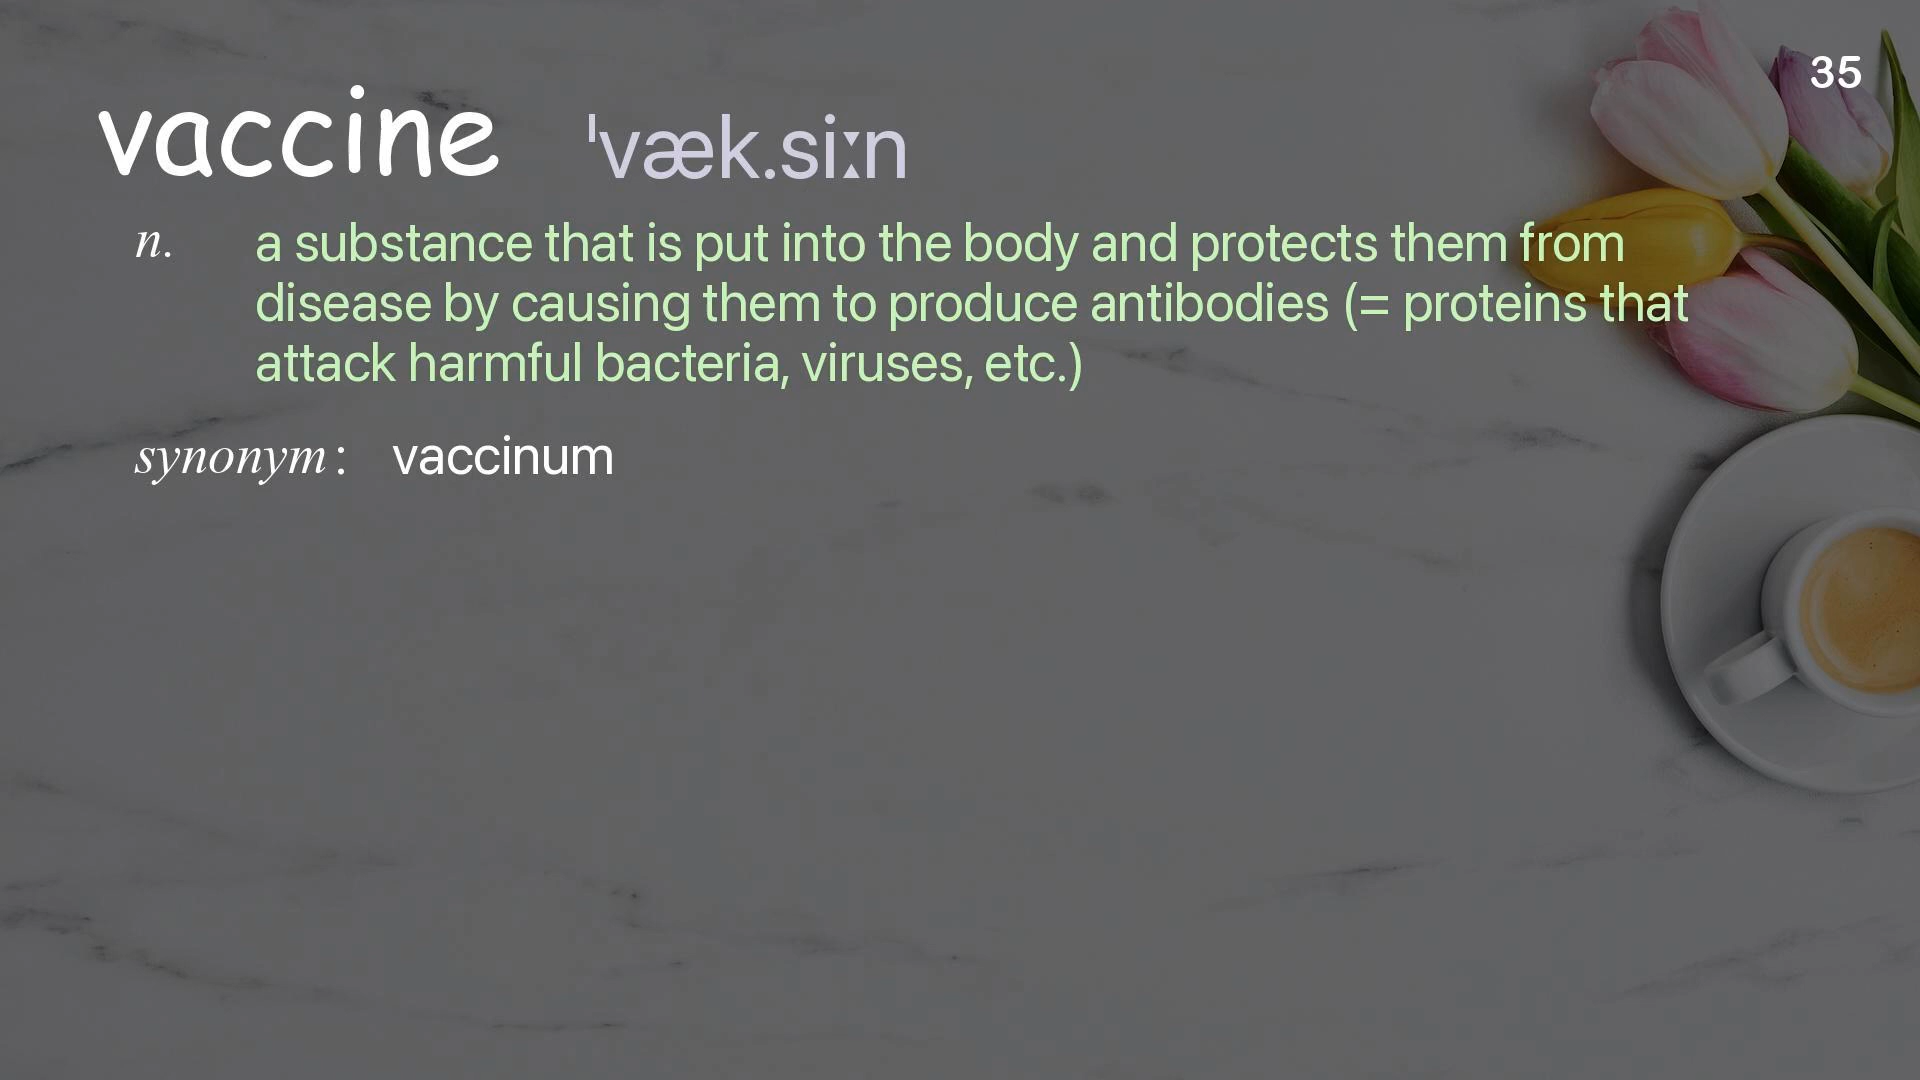 35
vaccine ˈvæk.siːn
n. a substance that is put into the body and protects them from
disease by causing them to produce antibodies (= proteins that
attack harmful bacteria, viruses, etc.)
synonym: vaccinum